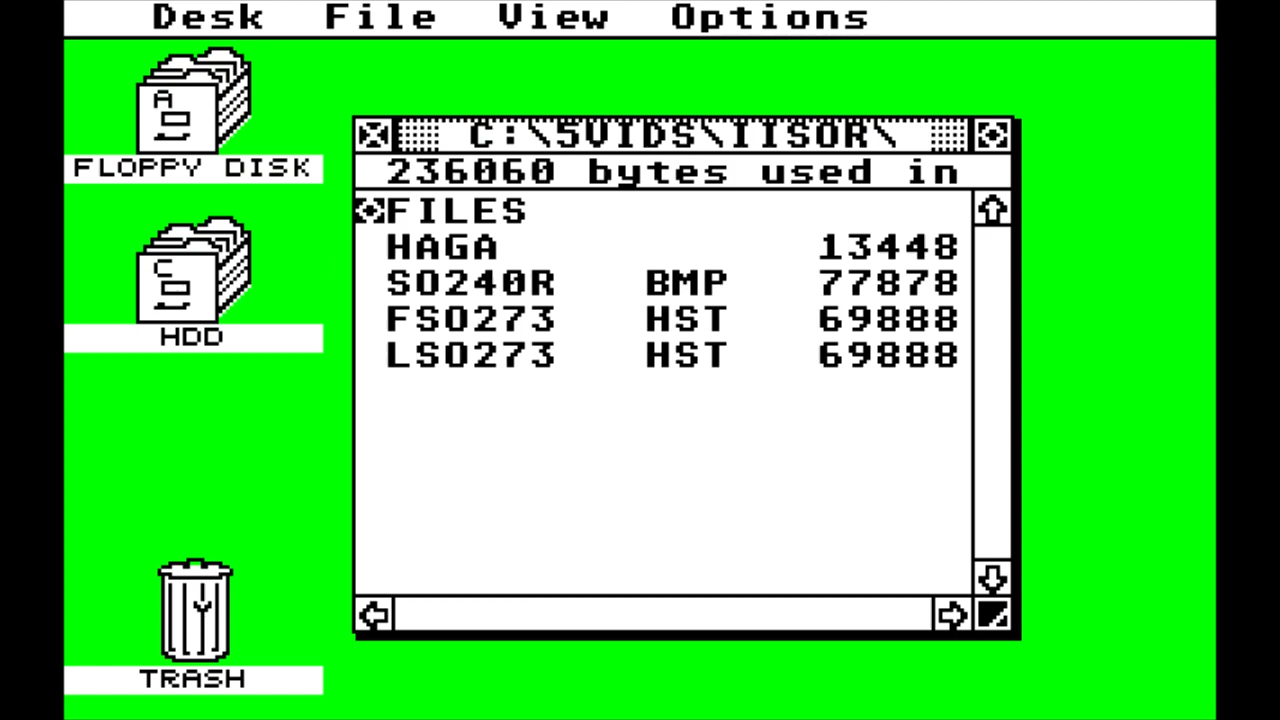 Desk File View Options
A
FLOPPY DISK
C
HDD
TRASH
C:\5VIDS\IISOR\
236060 bytes used in
FILES
HAGA 13448
SO240R BMP 77878
FSO273 HST 69888
LSO273 HST 69888